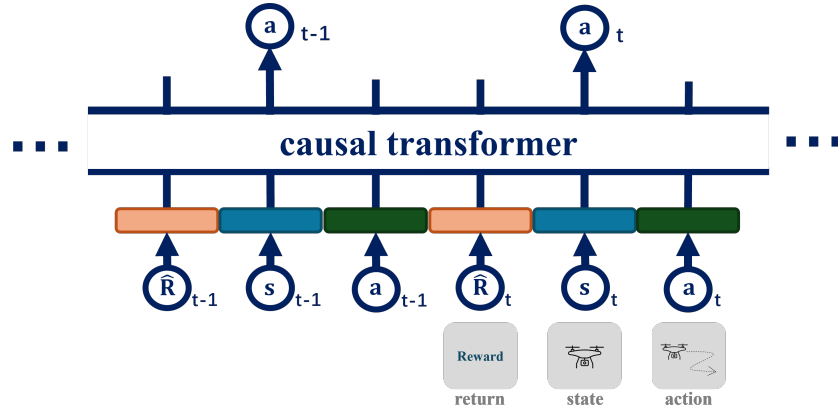 a t-1 a t
causal transformer
R̂ t-1 s t-1 a t-1 R̂ t s t a t
Reward
return state action